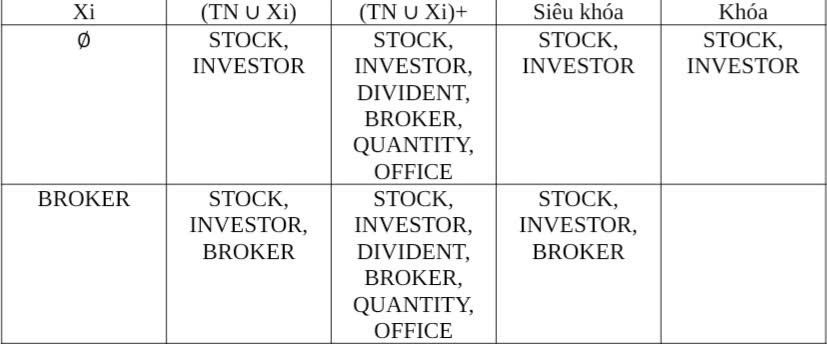 Xi (TN ∪ Xi) (TN ∪ Xi)+ Siêu khóa Khóa
∅ STOCK, STOCK, STOCK, STOCK,
INVESTOR INVESTOR, INVESTOR INVESTOR
DIVIDENT,
BROKER,
QUANTITY,
OFFICE
BROKER STOCK, STOCK, STOCK,
INVESTOR, INVESTOR, INVESTOR,
BROKER DIVIDENT, BROKER
BROKER,
QUANTITY,
OFFICE